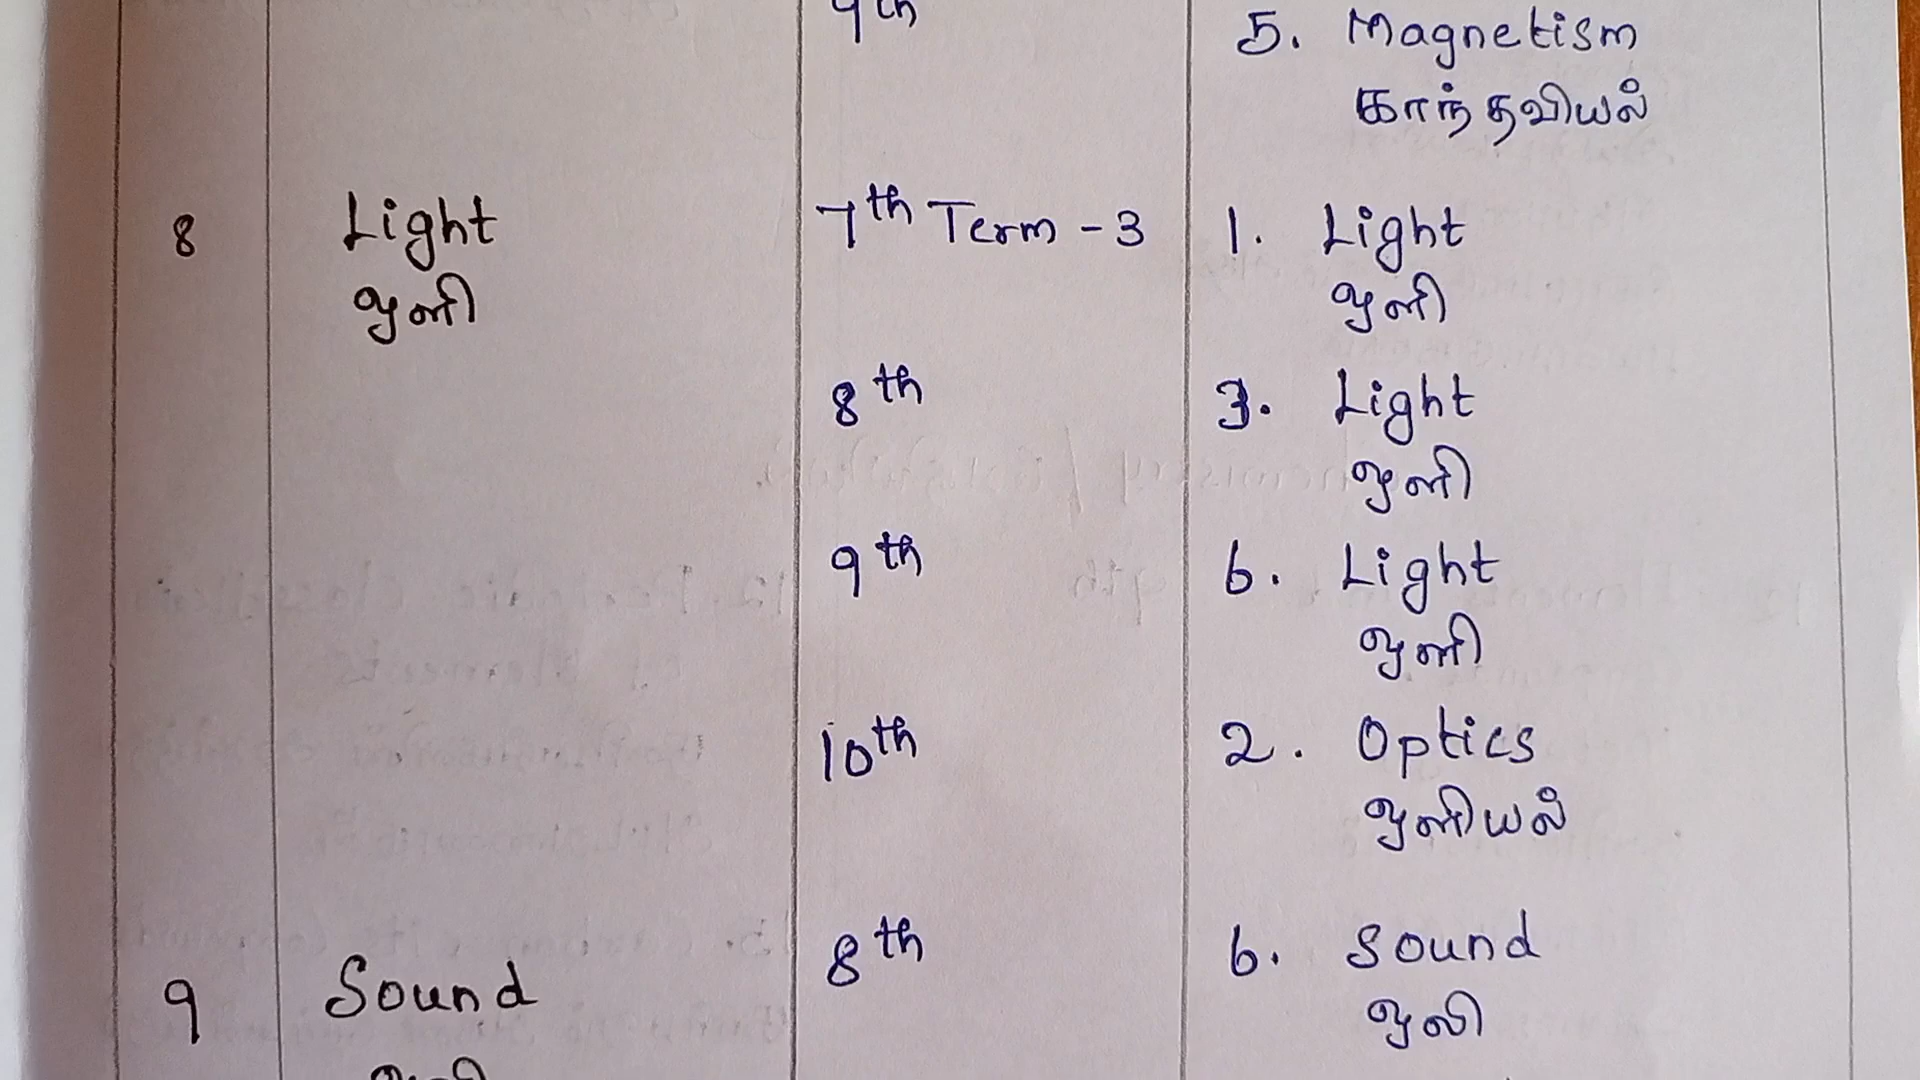 9th
5. Magnetism
காந்தவியல்
8 Light 7th Term - 3 1. Light
ஒளி ஒளி
8th 3. Light
ஒளி
9th 6. Light
ஒளி
10th 2. Optics
ஒளியியல்
8th 6. Sound
9 Sound
ஒலி